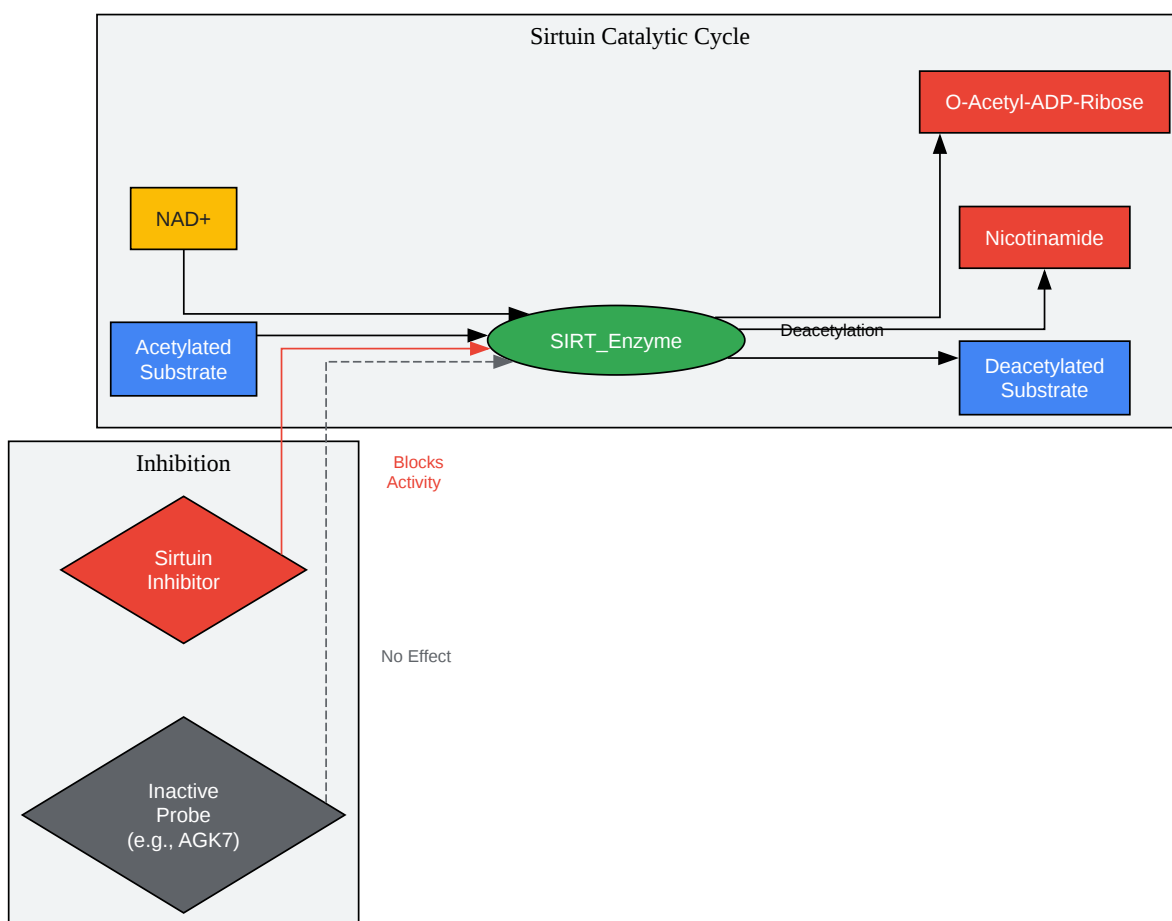 Sirtuin Catalytic Cycle
O-Acetyl-ADP-Ribose
NAD+
Nicotinamide
Deacetylation
SIRT_Enzyme
Acetylated
Substrate
Deacetylated
Substrate
Inhibition
Blocks
Activity
Sirtuin
Inhibitor
No Effect
Inactive
Probe
(e.g., AGK7)